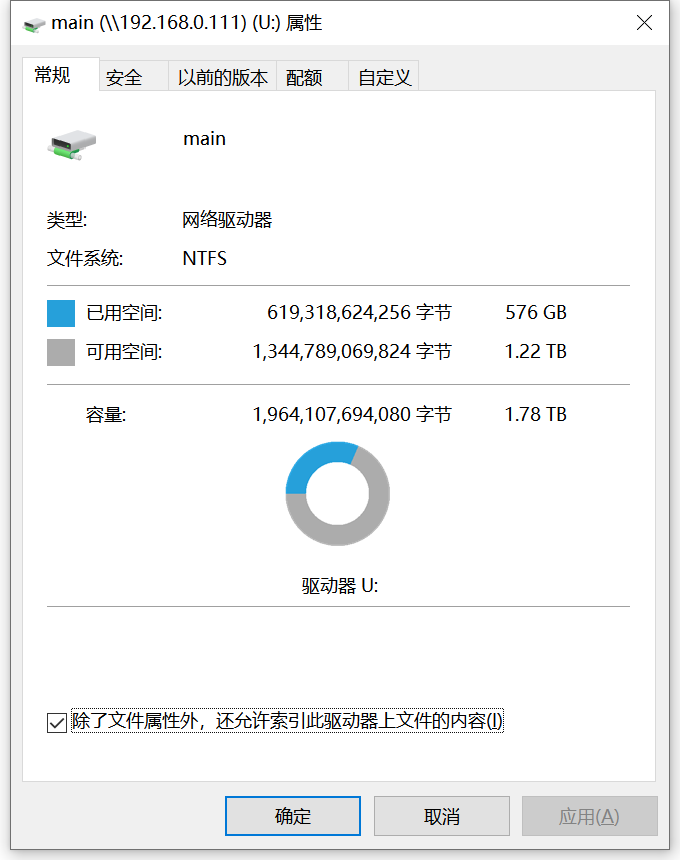 main (\\192.168.0.111) (U:) 属性
常规 安全 以前的版本 配额 自定义
main
类型: 网络驱动器
文件系统: NTFS
已用空间: 619,318,624,256 字节 576 GB
可用空间: 1,344,789,069,824 字节 1.22 TB
容量: 1,964,107,694,080 字节 1.78 TB
驱动器 U:
除了文件属性外，还允许索引此驱动器上文件的内容(I)
确定 取消 应用(A)